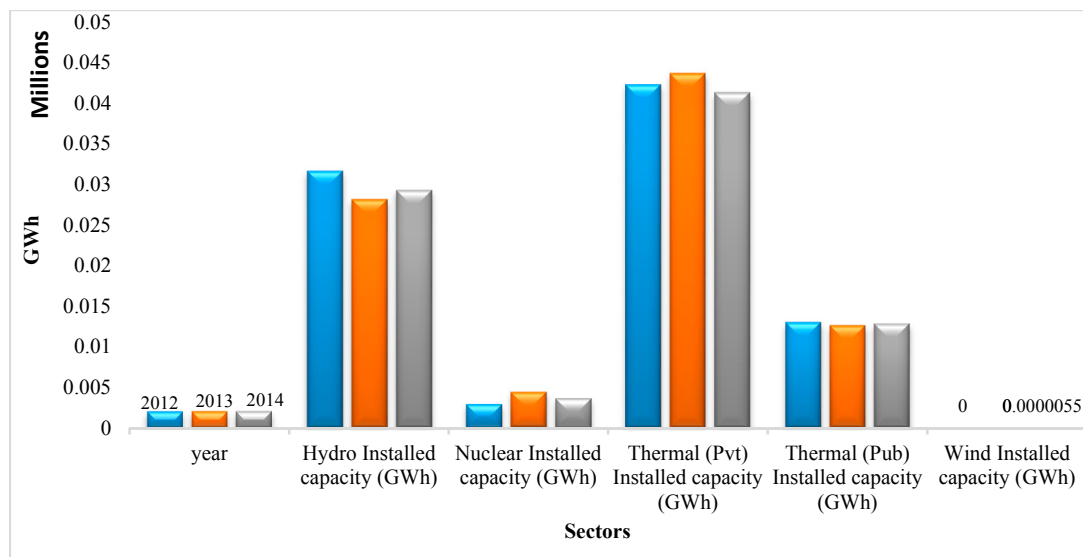 Millions
GWh
0.05
0.045
0.04
0.035
0.03
0.025
0.02
0.015
0.01
0.005
0
2012 2013 2014
0 0.0000055
year
Hydro Installed
capacity (GWh)
Nuclear Installed
capacity (GWh)
Thermal (Pvt)
Installed capacity
(GWh)
Thermal (Pub)
Installed capacity
(GWh)
Wind Installed
capacity (GWh)
Sectors